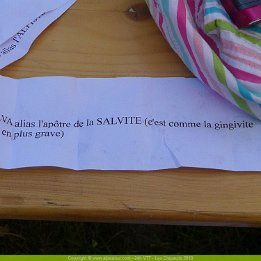 alias l'A
VA alias l'apôtre de la SALVITE (c'est comme la gingivite
en plus grave)